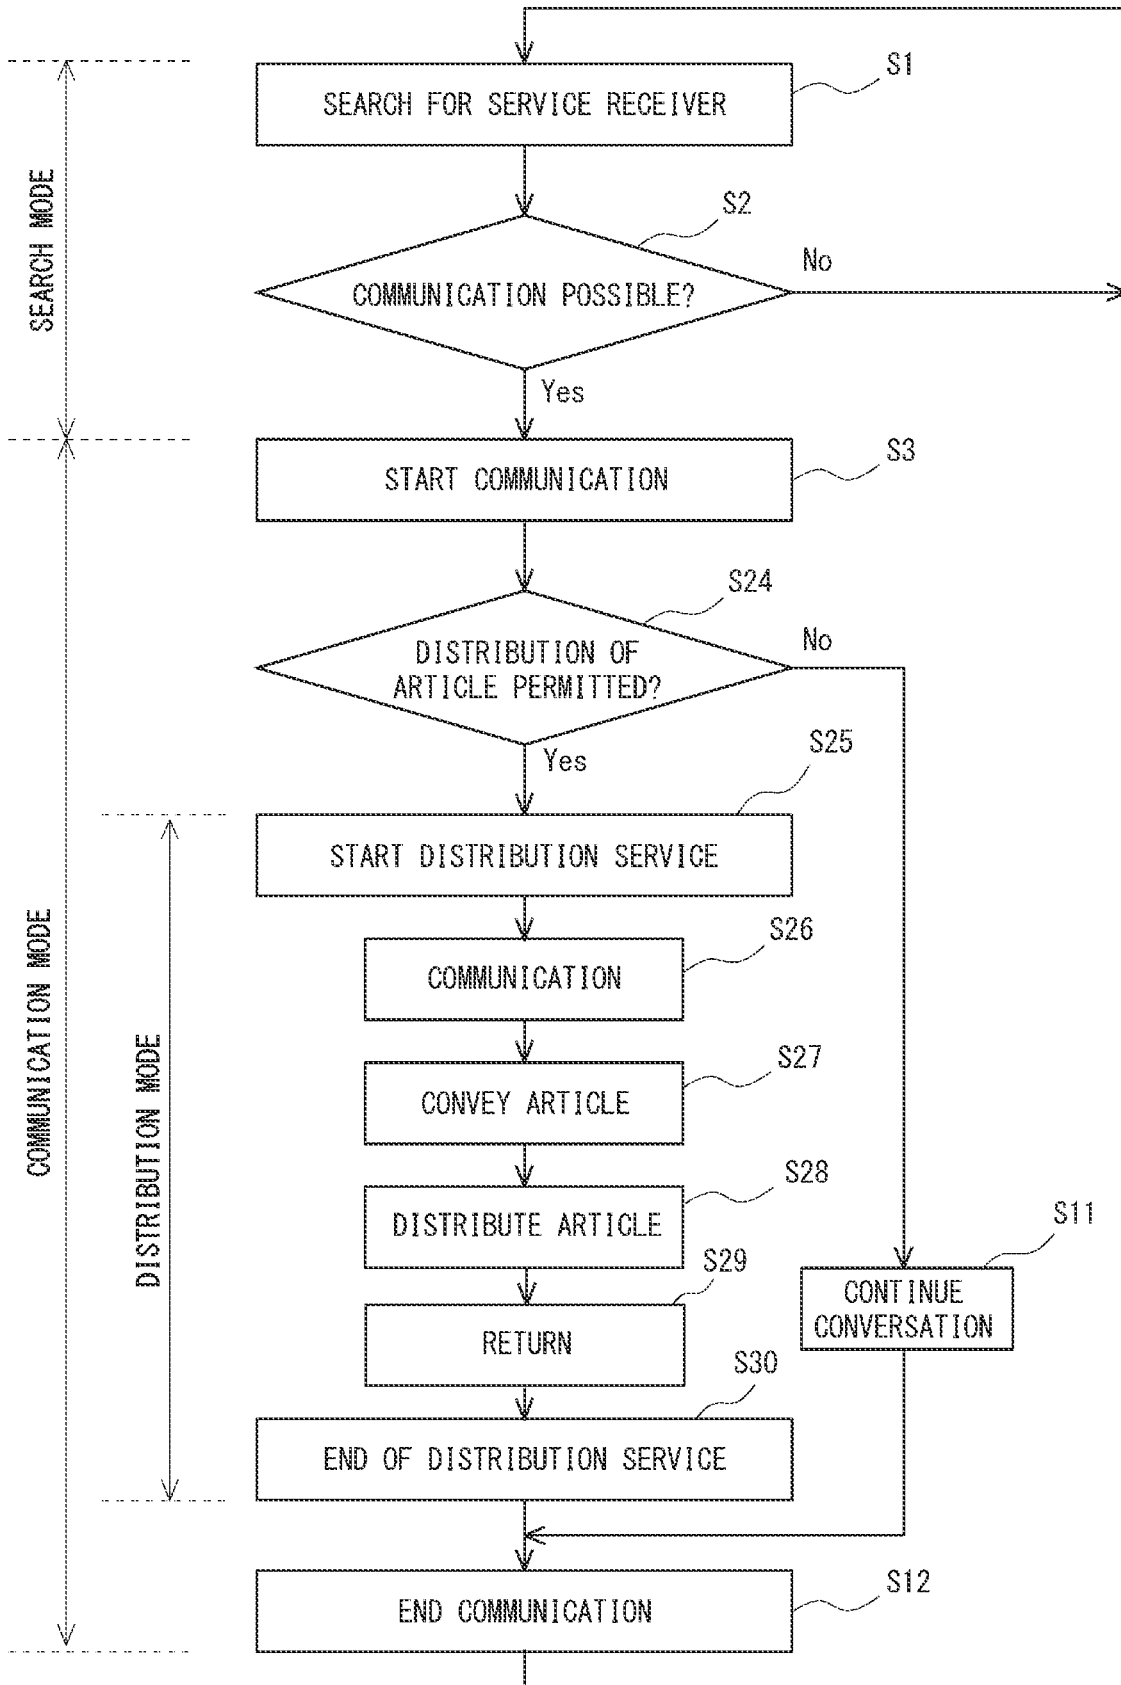 S1
SEARCH FOR SERVICE RECEIVER
SEARCH MODE
S2
No
COMMUNICATION POSSIBLE?
Yes
S3
START COMMUNICATION
S24
No
DISTRIBUTION OF
ARTICLE PERMITTED?
Yes
S25
START DISTRIBUTION SERVICE
S26
COMMUNICATION
COMMUNICATION MODE
DISTRIBUTION MODE
S27
CONVEY ARTICLE
S28
DISTRIBUTE ARTICLE
S11
CONTINUE
CONVERSATION
S29
RETURN
S30
END OF DISTRIBUTION SERVICE
S12
END COMMUNICATION